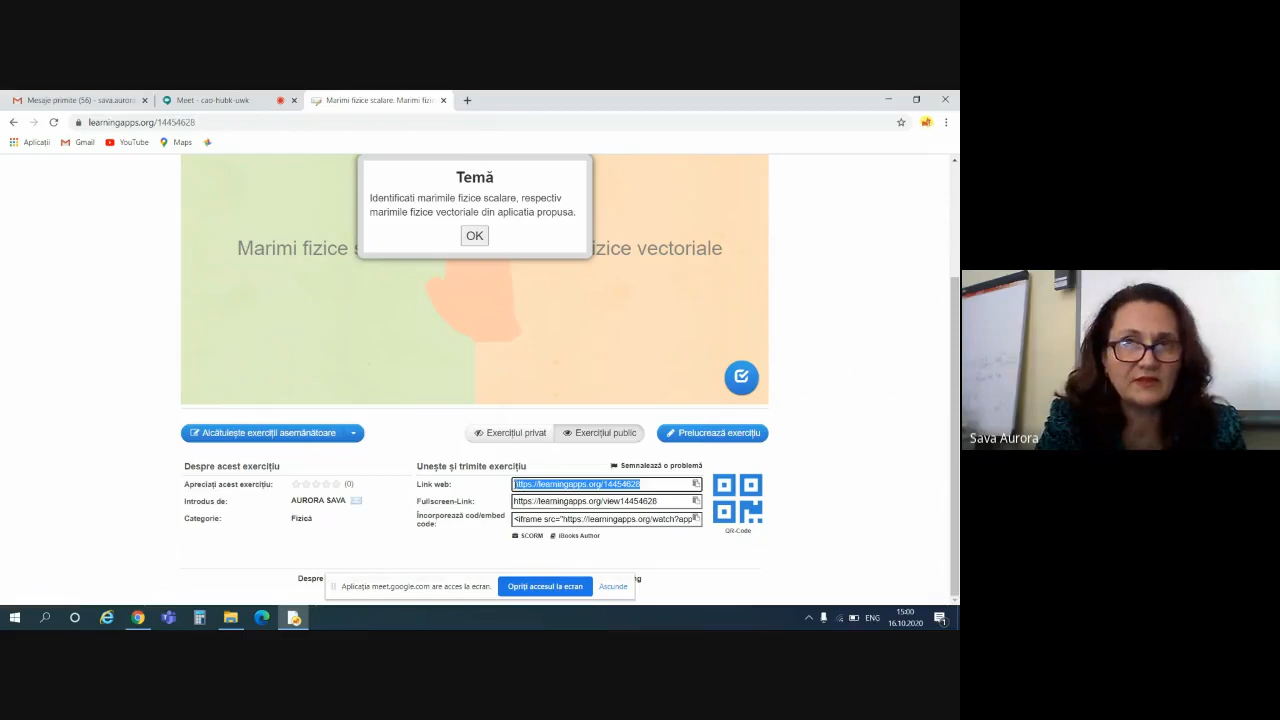 Mesaje primite (56) - sava.aurora
Meet - cao-hubk-uwk
Marimi fizice scalare. Marimi fizi
learningapps.org/14454628
Aplicații
Gmail
YouTube
Maps
Temă
Identificati marimile fizice scalare, respectiv
marimile fizice vectoriale din aplicatia propusa.
OK
Marimi fizice s
izice vectoriale
Alcătuiește exerciții asemănătoare
Exercițiul privat
Exercițiul public
Prelucrează exercițiu
Despre acest exercițiu
Apreciați acest exercițiu:
(0)
Introdus de:
AURORA SAVA
Categorie:
Fizică
Unește și trimite exercițiu
Semnalează o problemă
Link web:
https://learningapps.org/14454628
Fullscreen-Link:
https://learningapps.org/view14454628
Încorporează cod/embed
code:
<iframe src="https://learningapps.org/watch?app
SCORM
iBooks Author
QR-Code
Despre
Aplicația meet.google.com are acces la ecran.
Opriți accesul la ecran
Ascunde
ENG
15:00
16.10.2020
Sava Aurora